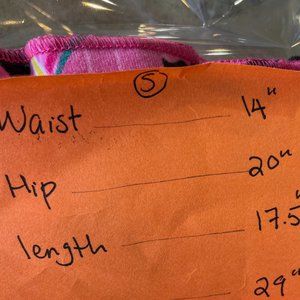 S
Waist 14"
Hip 20"
length 17.5"
29"